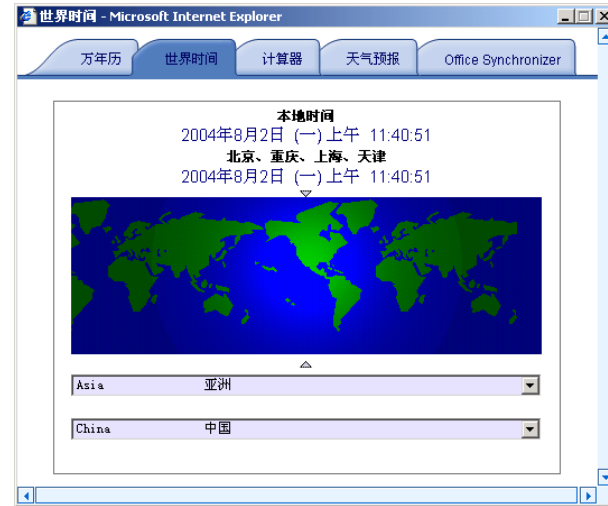 世界时间 - Microsoft Internet Explorer
万年历 世界时间 计算器 天气预报 Office Synchronizer
本地时间
2004年8月2日 (一) 上午 11:40:51
北京、重庆、上海、天津
2004年8月2日 (一) 上午 11:40:51
Asia 亚洲
China 中国